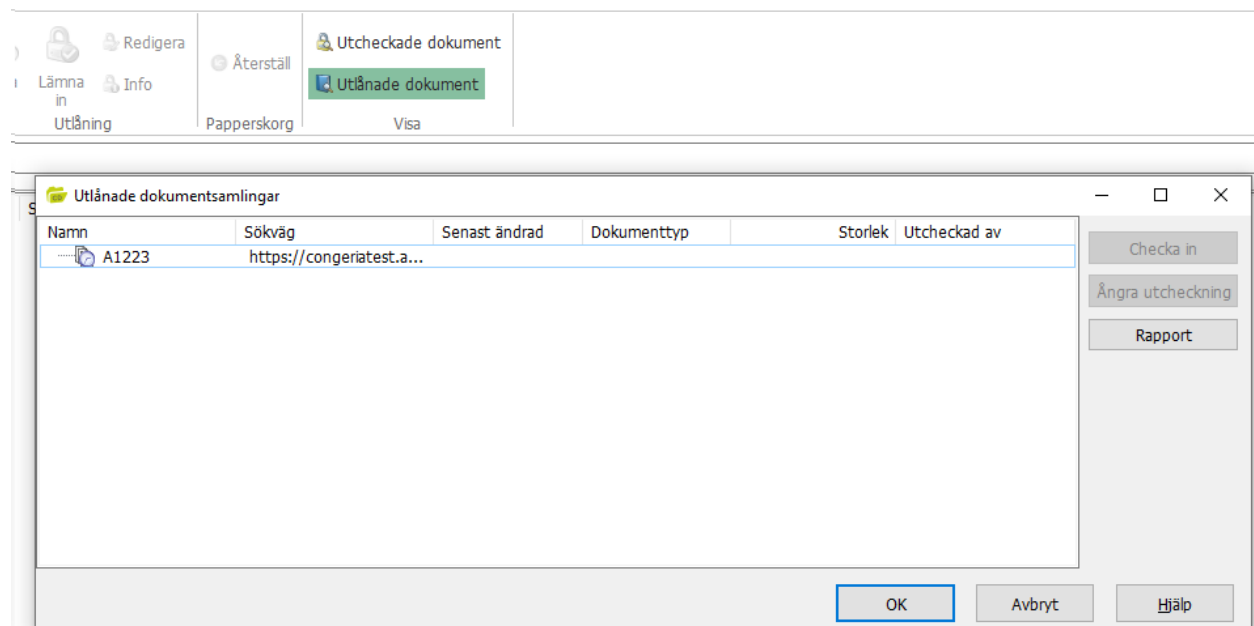 Redigera
Återställ
Utcheckade dokument
Lämna in
Info
Utlånade dokument
Utlåning
Papperskorg
Visa
Utlånade dokumentsamlingar
Namn Sökväg Senast ändrad Dokumenttyp Storlek Utcheckad av
A1223 https://congeriatest.a...
Checka in
Ångra utcheckning
Rapport
OK Avbryt Hjälp